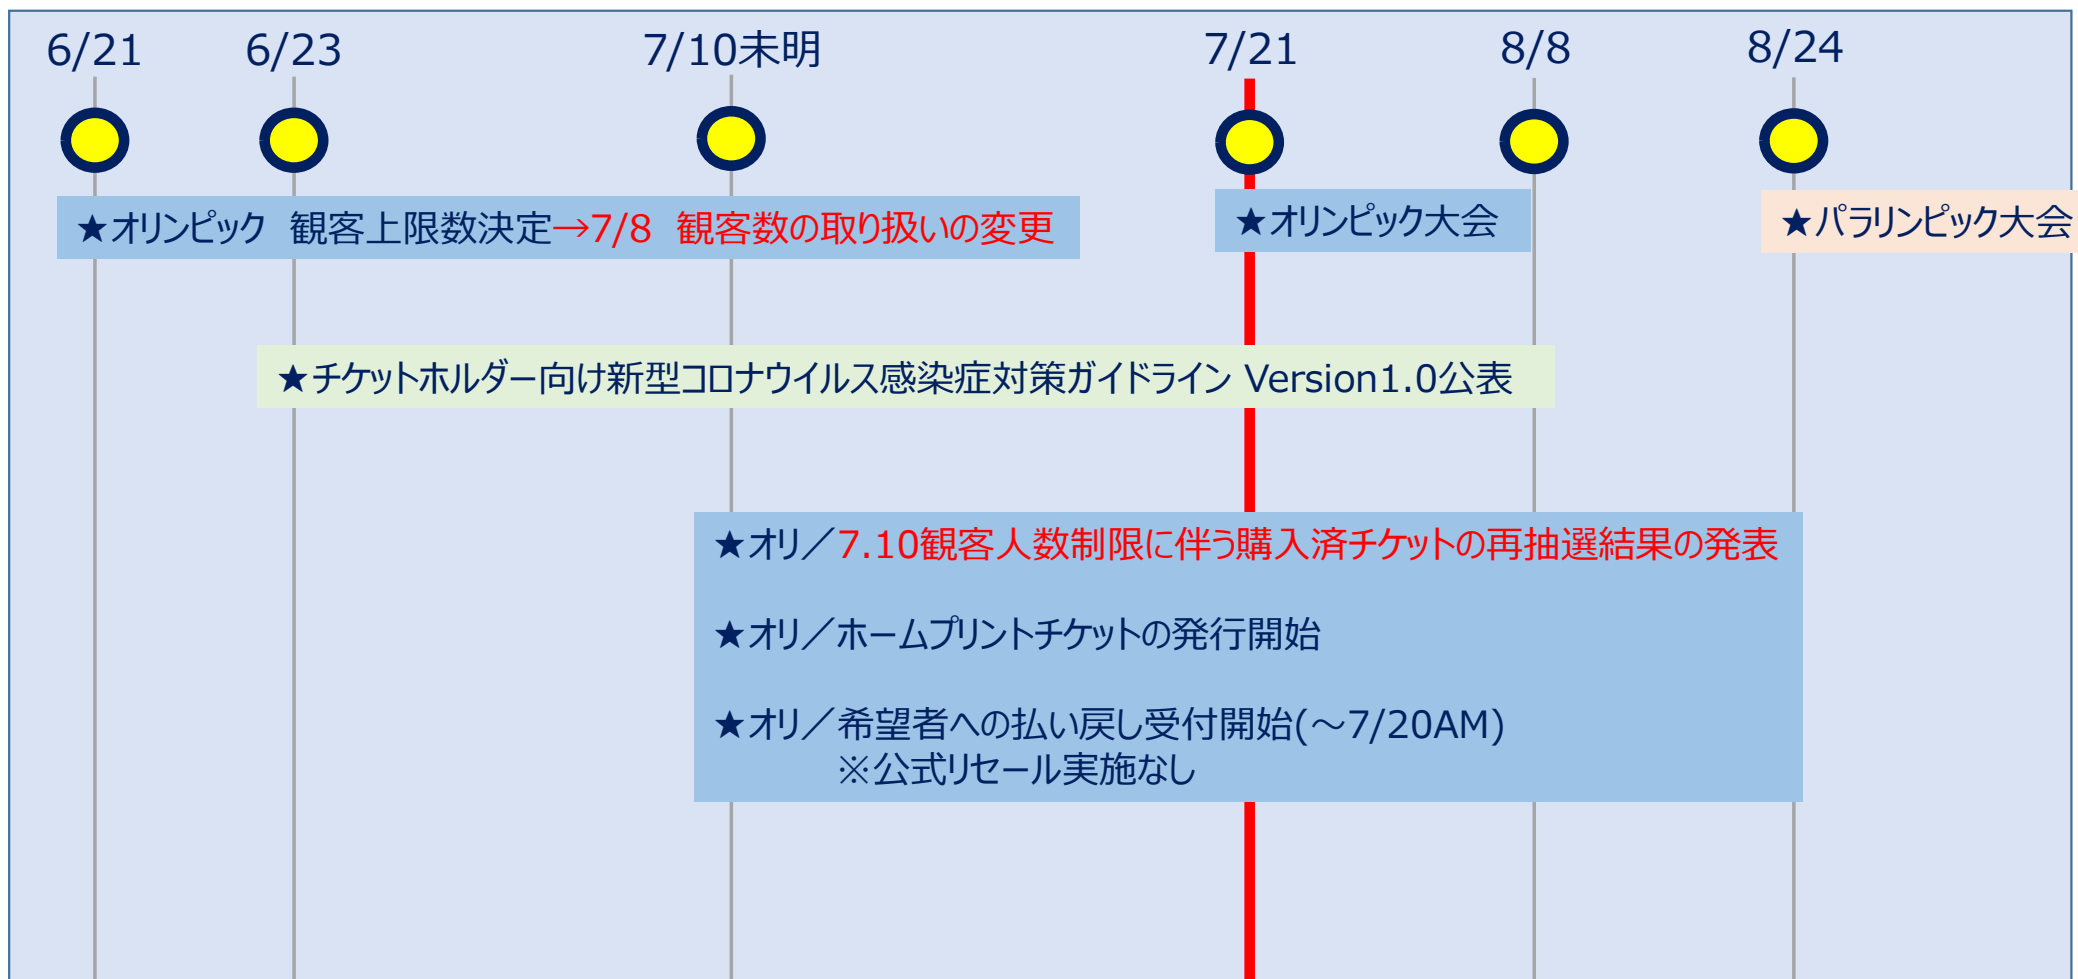 6/21 6/23 7/10未明 7/21 8/8 8/24
★オリンピック　観客上限数決定→7/8　観客数の取り扱いの変更
★オリンピック大会
★パラリンピック大会
★チケットホルダー向け新型コロナウイルス感染症対策ガイドライン Version1.0公表
★オリ／7.10観客人数制限に伴う購入済チケットの再抽選結果の発表
★オリ／ホームプリントチケットの発行開始
★オリ／希望者への払い戻し受付開始(～7/20AM)
※公式リセール実施なし